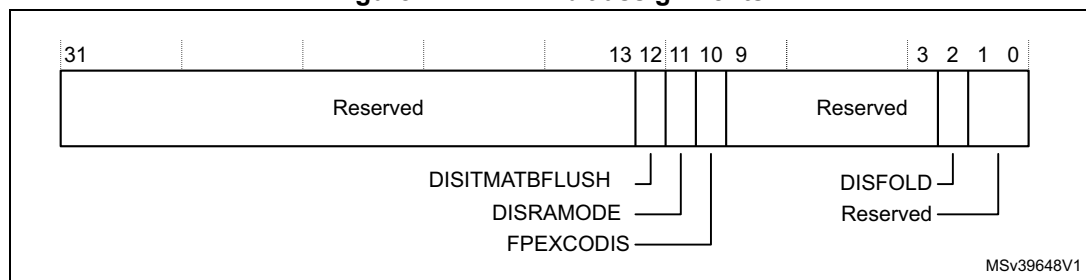 31 13 12 11 10 9 3 2 1 0
Reserved Reserved
DISITMATBFLUSH DISFOLD
DISRAMODE Reserved
FPEXCODIS
MSv39648V1